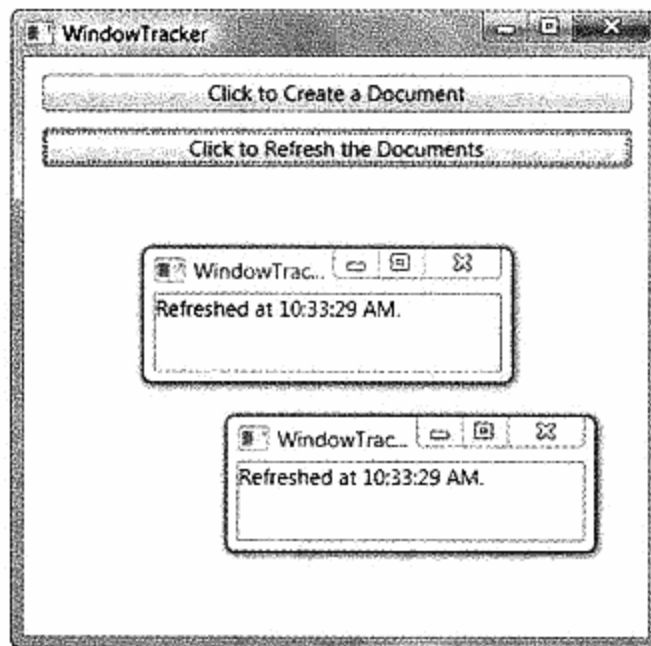 WindowTracker
Click to Create a Document
Click to Refresh the Documents
WindowTrac...
Refreshed at 10:33:29 AM.
WindowTrac...
Refreshed at 10:33:29 AM.